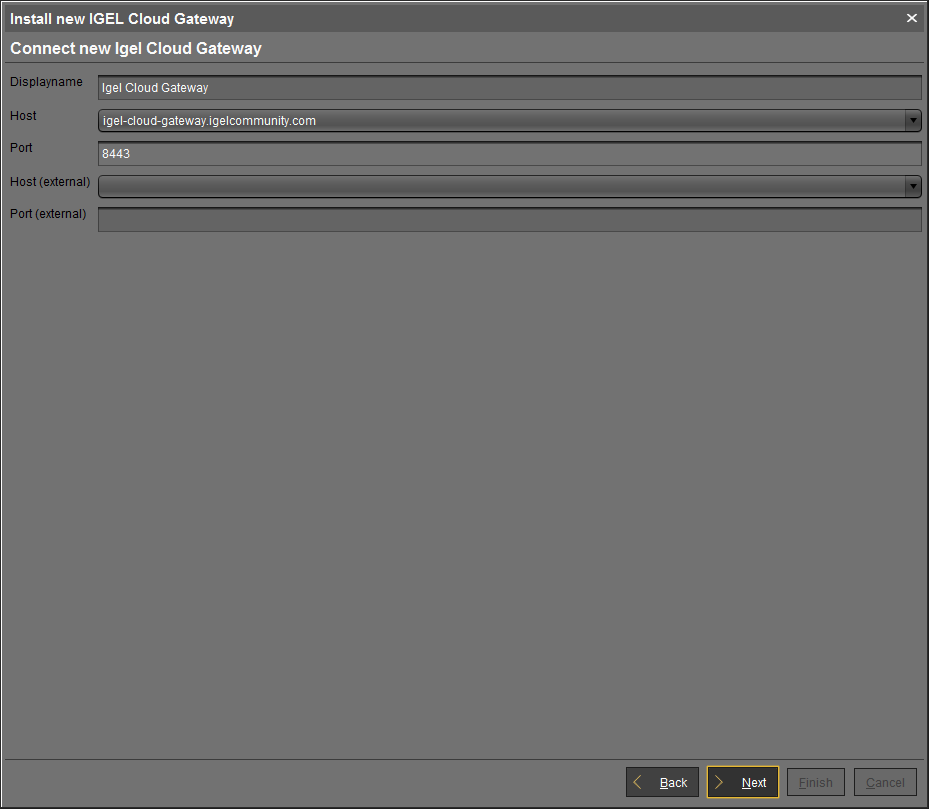 Install new IGEL Cloud Gateway
Connect new Igel Cloud Gateway
Displayname
Igel Cloud Gateway
Host
igel-cloud-gateway.igelcommunity.com
Port
8443
Host (external)
Port (external)
Back
Next
Finish
Cancel